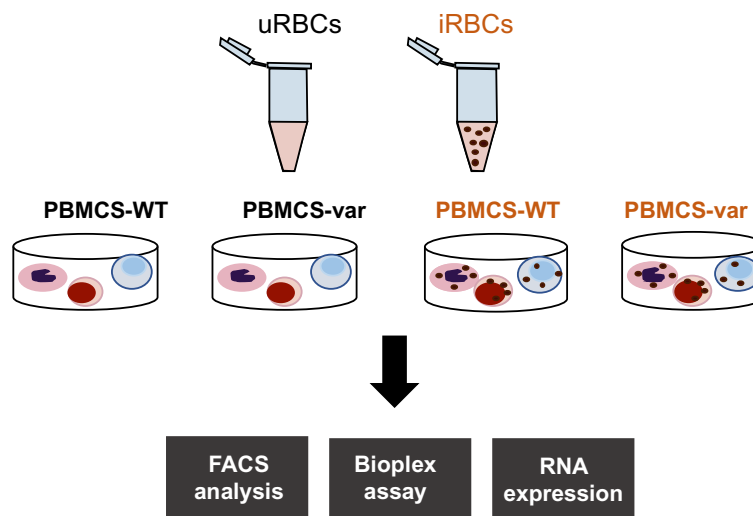 uRBCs
iRBCs
PBMCS-WT
PBMCS-var
PBMCS-WT
PBMCS-var
FACS
analysis
Bioplex
assay
RNA
expression